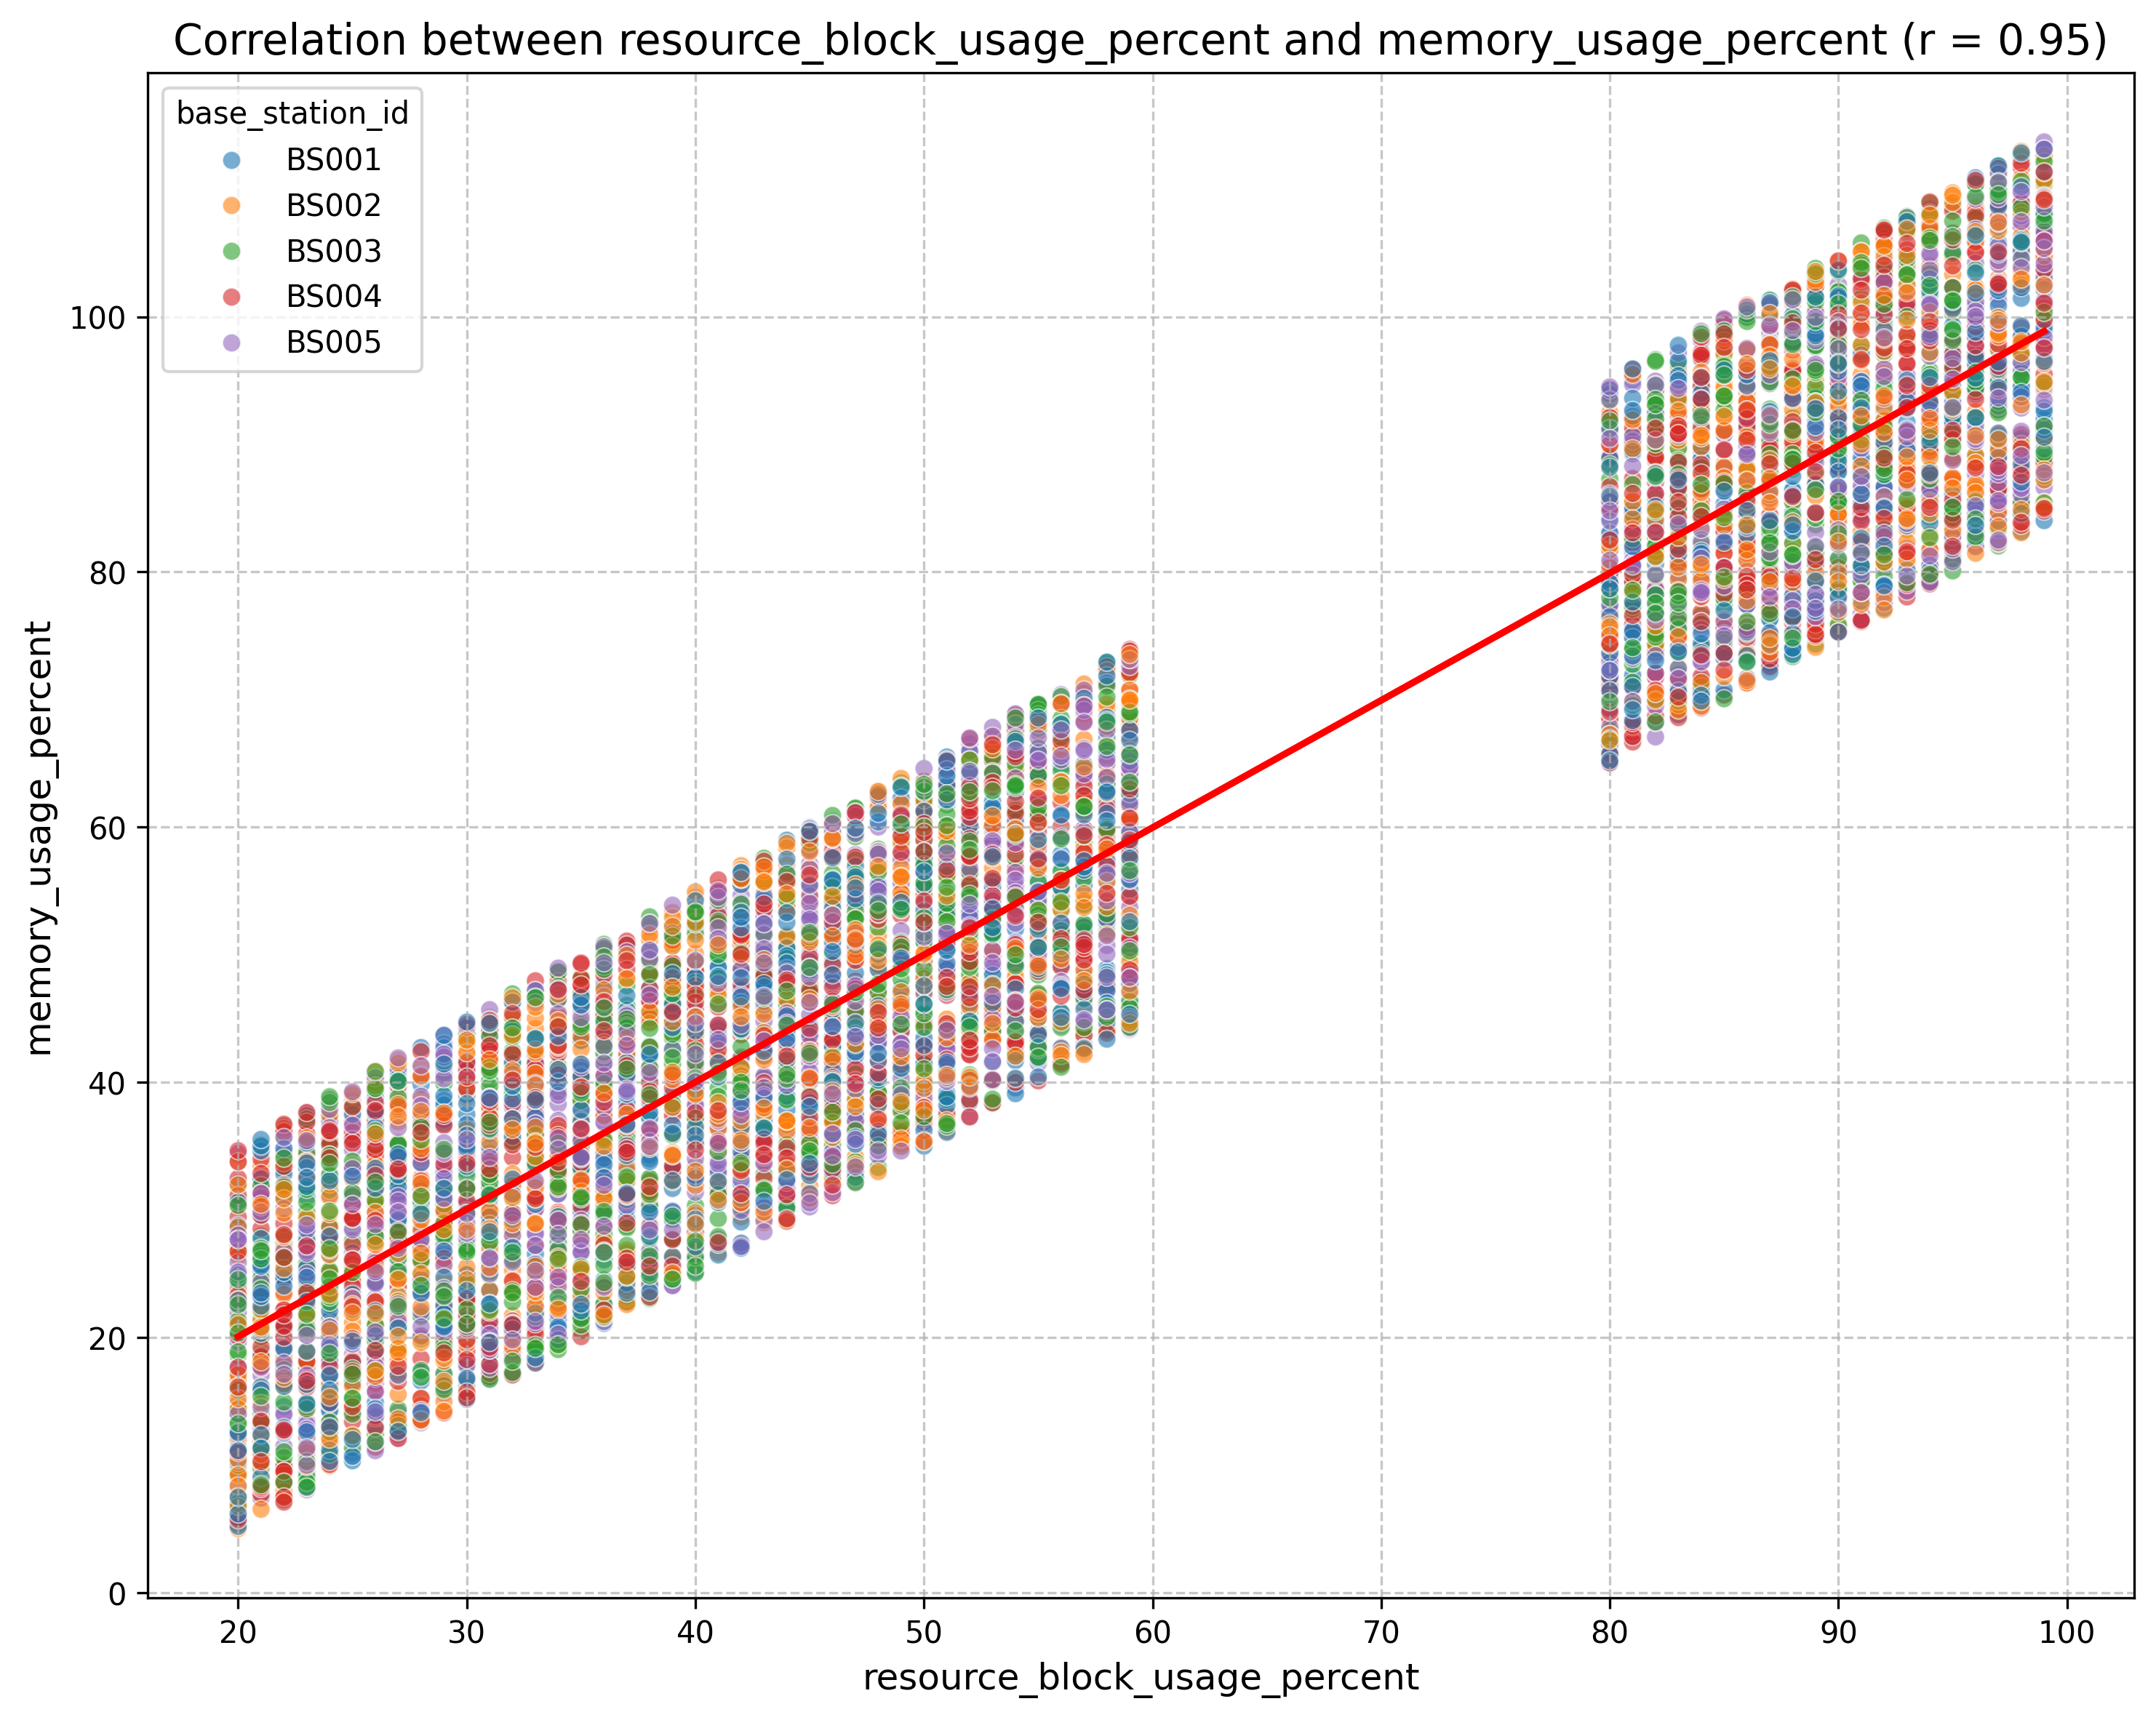 Correlation between resource_block_usage_percent and memory_usage_percent (r = 0.95)
base_station_id
BS001
BS002
BS003
BS004
BS005
memory_usage_percent
100
80
60
40
20
0
20 30 40 50 60 70 80 90 100
resource_block_usage_percent